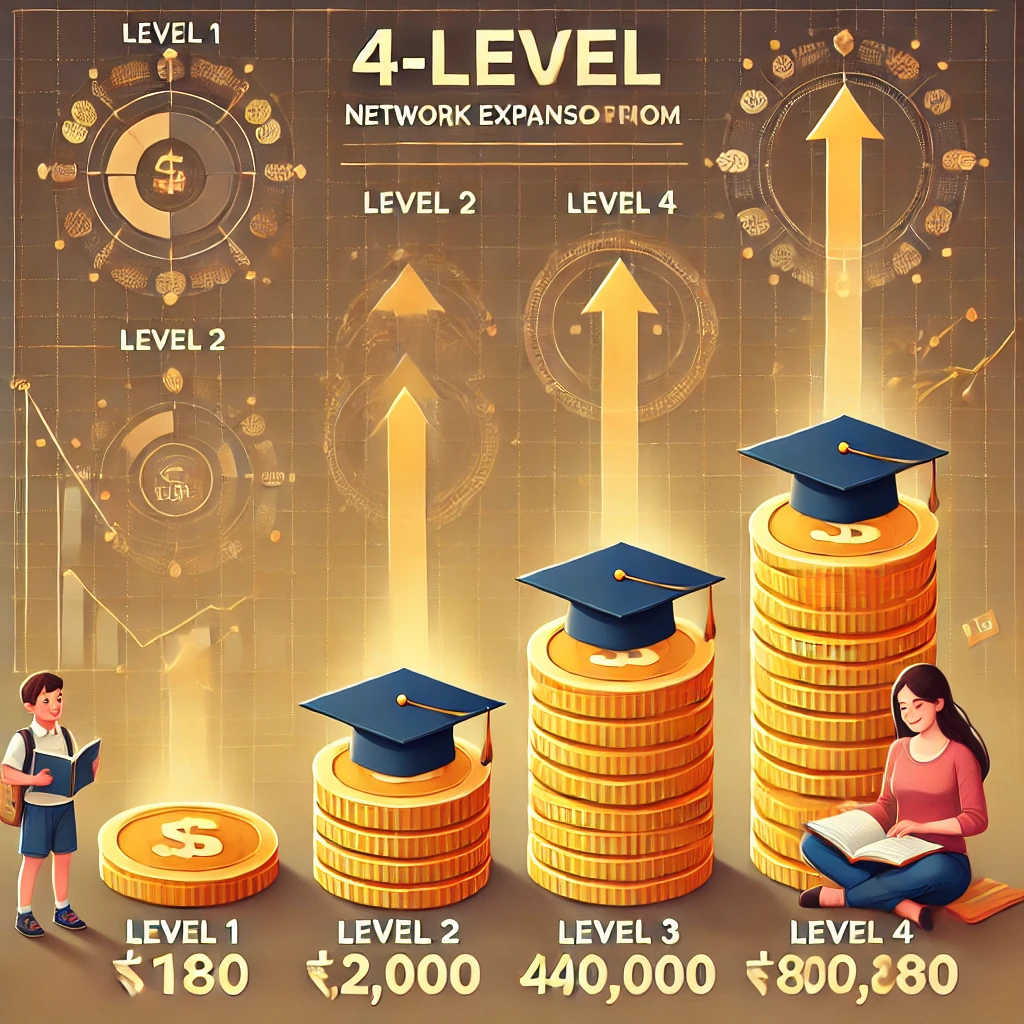 LEVEL 1
4-LEVEL
NETWORK EXPANSO
LEVEL 2
LEVEL 4
LEVEL 2
$
LEVEL 1
LEVEL 2
LEVEL 3
LEVEL 4
180
2,000
440,000
₹800,880